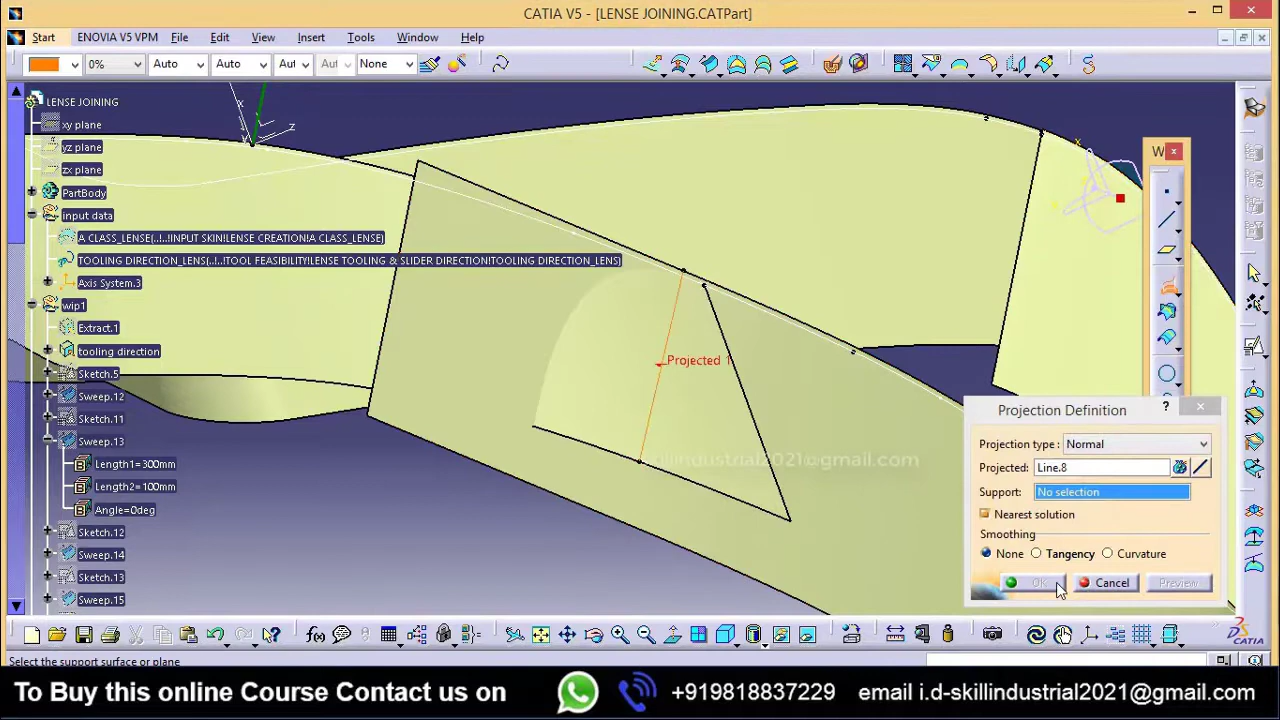 CATIA V5 - [LENSE JOINING.CATPart]
Start ENOVIA V5 VPM File Edit View Insert Tools Window Help
0% Auto Auto Aut Aut None
LENSE JOINING
xy plane
yz plane
zx plane
PartBody
input data
A CLASS_LENSE(..!..!INPUT SKIN!LENSE CREATION!A CLASS_LENSE)
TOOLING DIRECTION_LENS(..!..!TOOL FEASIBILITY!LENSE TOOLING & SLIDER DIRECTION!TOOLING DIRECTION_LENS)
Axis System.3
wip1
Extract.1
tooling direction
Sketch.5
Sweep.12
Sketch.11
Sweep.13
Length1=300mm
Length2=100mm
Angle=0deg
Sketch.12
Sweep.14
Sketch.13
Sweep.15
x
z
y
Projected 1
skillindustrial2021@gmail.com
W
x
Projection Definition ?
Projection type : Normal
Projected: Line.8
Support: No selection
Nearest solution
Smoothing
None Tangency Curvature
OK Cancel Preview
f(x)
CATIA
Select the support surface or plane
To Buy this online Course Contact us on +919818837229 email i.d-skillindustrial2021@gmail.com